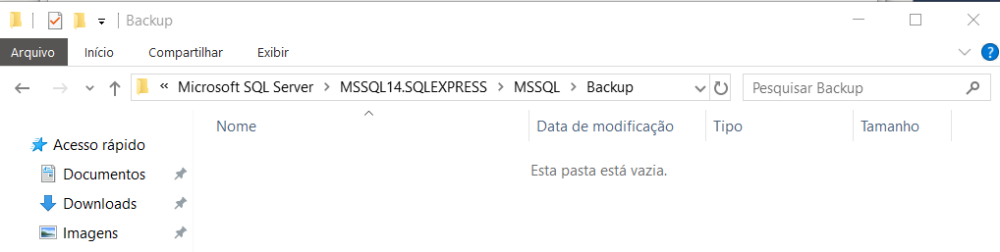 Backup
Arquivo Início Compartilhar Exibir
« Microsoft SQL Server > MSSQL14.SQLEXPRESS > MSSQL > Backup Pesquisar Backup
Nome Data de modificação Tipo Tamanho
Acesso rápido
Esta pasta está vazia.
Documentos
Downloads
Imagens